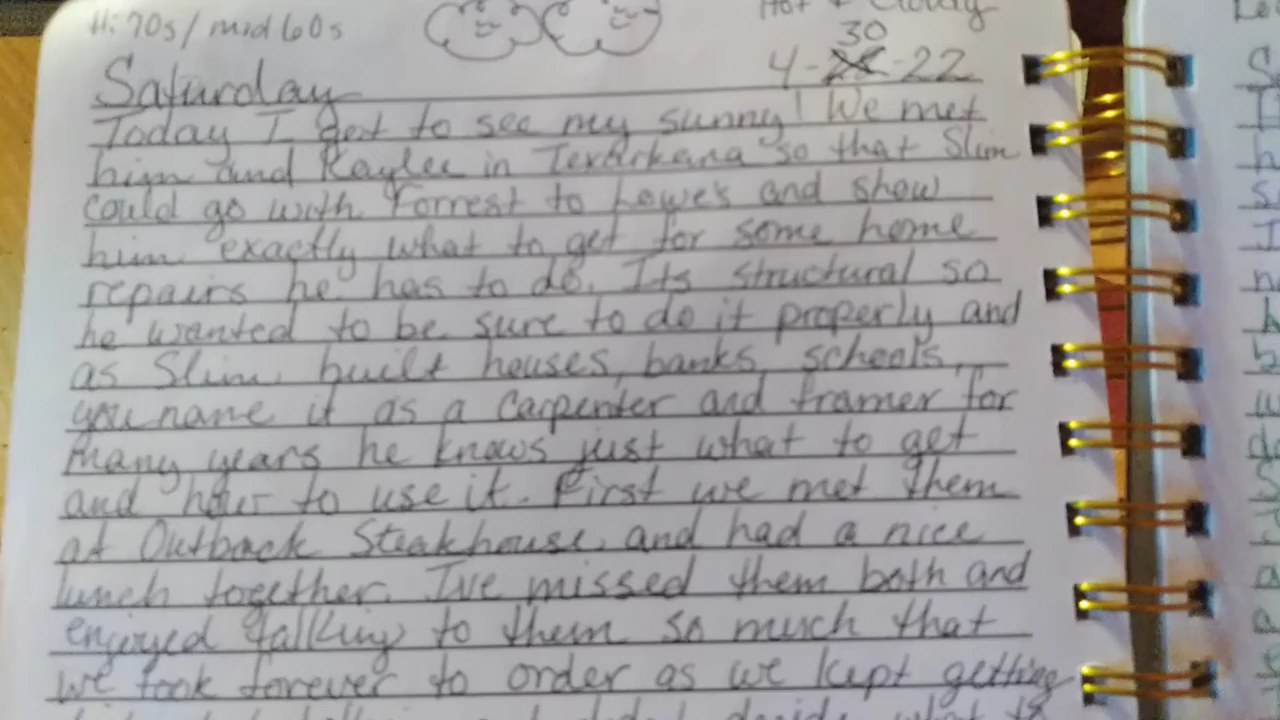 Hi 70s/mid 60s
Hot + Cloudy
30
4- -22
Saturday
Today I got to see my sunny! We met
him and Kaylee in Texarkana so that Slim
could go with Forrest to Lowe's and show
him exactly what to get for some home
repairs he has to do. Its structural so
he wanted to be sure to do it properly and
as Slim built houses, banks, schools,
you name it as a carpenter and framer for
many years he knows just what to get
and how to use it. First we met them
at Outback Steakhouse and had a nice
lunch together. I've missed them both and
enjoyed talking to them so much that
we took forever to order as we kept getting